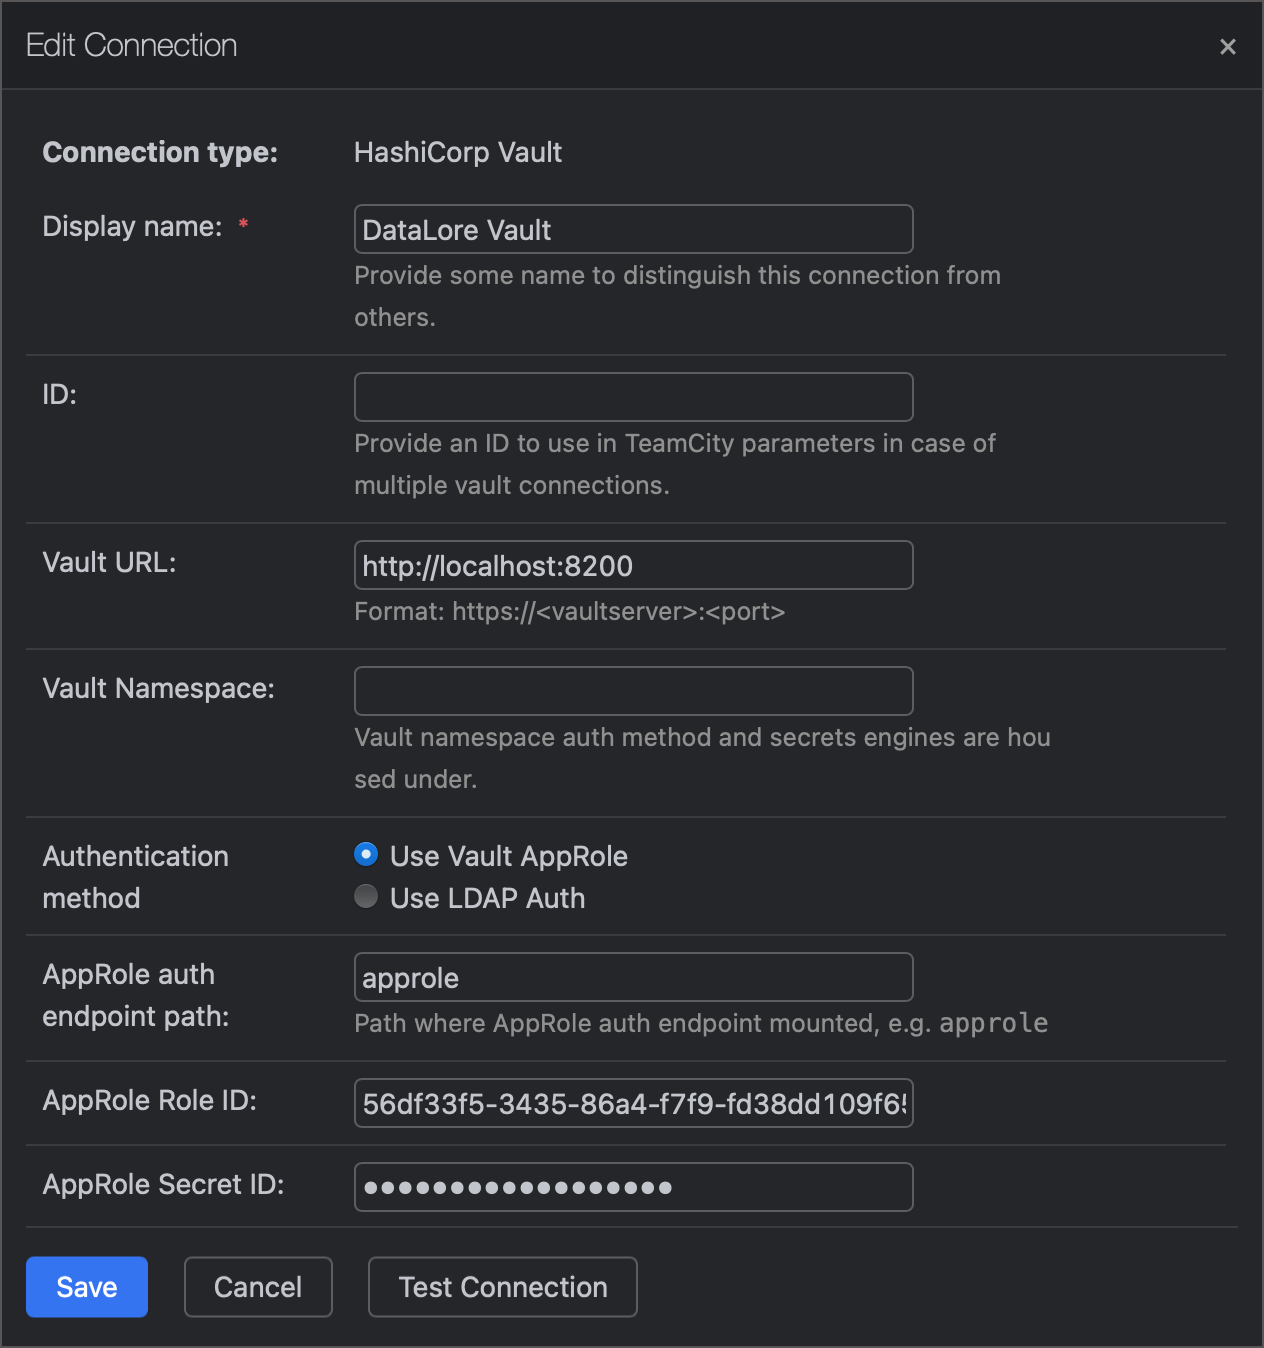 Edit Connection ×
Connection type: HashiCorp Vault
Display name: * DataLore Vault
Provide some name to distinguish this connection from
others.
ID:
Provide an ID to use in TeamCity parameters in case of
multiple vault connections.
Vault URL: http://localhost:8200
Format: https://<vaultserver>:<port>
Vault Namespace:
Vault namespace auth method and secrets engines are hou
sed under.
Authentication
method
Use Vault AppRole
Use LDAP Auth
AppRole auth
endpoint path:
approle
Path where AppRole auth endpoint mounted, e.g. approle
AppRole Role ID: 56df33f5-3435-86a4-f7f9-fd38dd109f65
AppRole Secret ID: ••••••••••••••••••
Save Cancel Test Connection